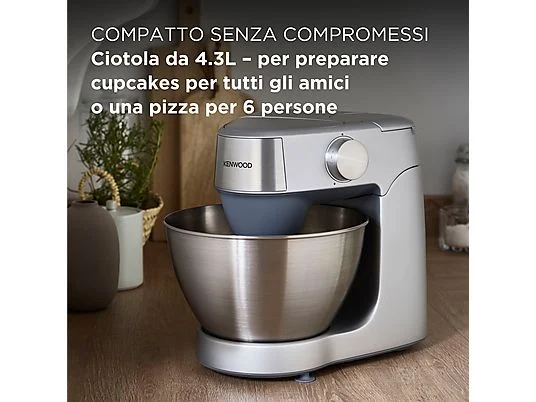 COMPATTO SENZA COMPROMESSI
Ciotola da 4.3L – per preparare
cupcakes per tutti gli amici
o una pizza per 6 persone
KENWOOD